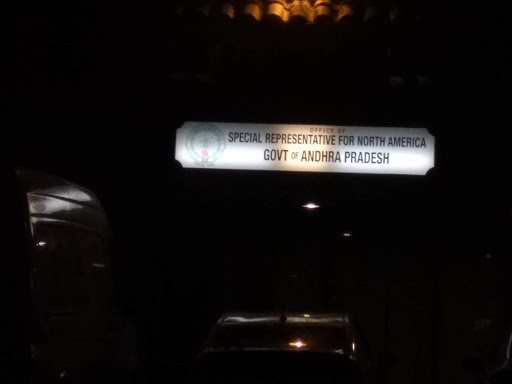 OFFICE OF
SPECIAL REPRESENTATIVE FOR NORTH AMERICA
GOVT OF ANDHRA PRADESH